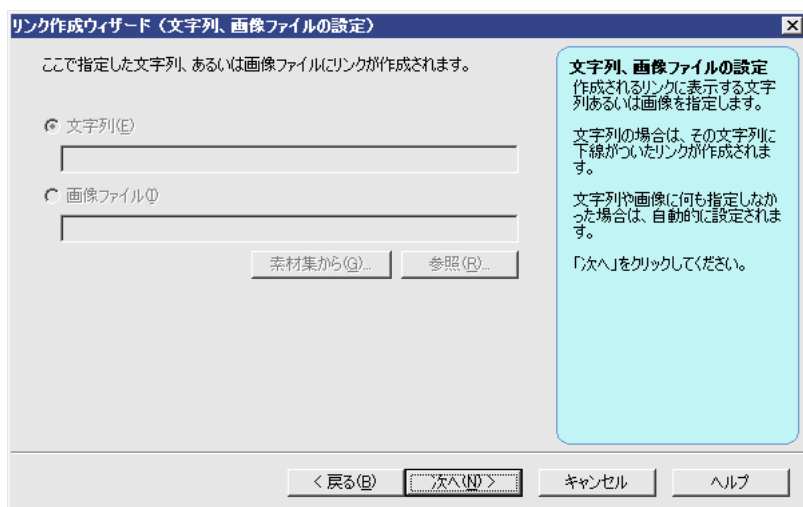 リンク作成ウィザード（文字列、画像ファイルの設定）
ここで指定した文字列、あるいは画像ファイルにリンクが作成されます。
文字列(E)
画像ファイル(I)
素材集から(G)...
参照(R)...
文字列、画像ファイルの設定
作成されるリンクに表示する文字
列あるいは画像を指定します。
文字列の場合は、その文字列に
下線がついたリンクが作成されま
す。
文字列や画像に何も指定しなか
った場合は、自動的に設定されま
す。
「次へ」をクリックしてください。
< 戻る(B)
次へ(N) >
キャンセル
ヘルプ